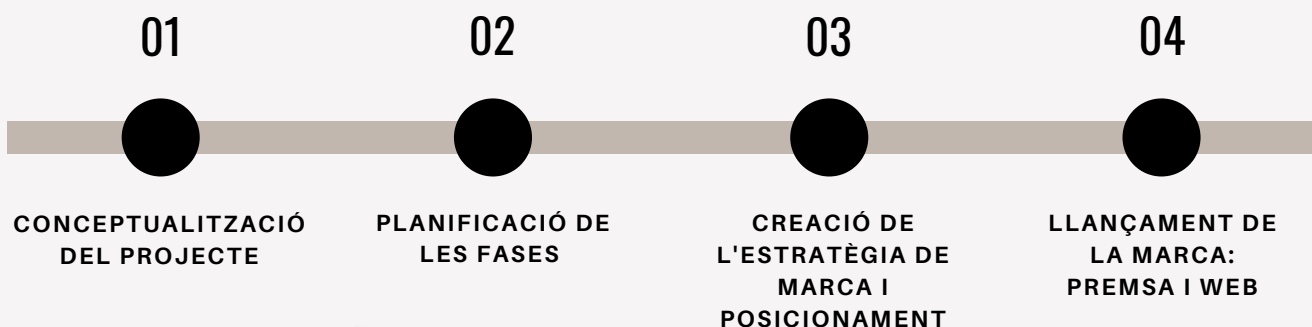 01
CONCEPTUALITZACIÓ
DEL PROJECTE
02
PLANIFICACIÓ DE
LES FASES
03
CREACIÓ DE
L'ESTRATÈGIA DE
MARCA I
POSICIONAMENT
04
LLANÇAMENT DE
LA MARCA:
PREMSA I WEB